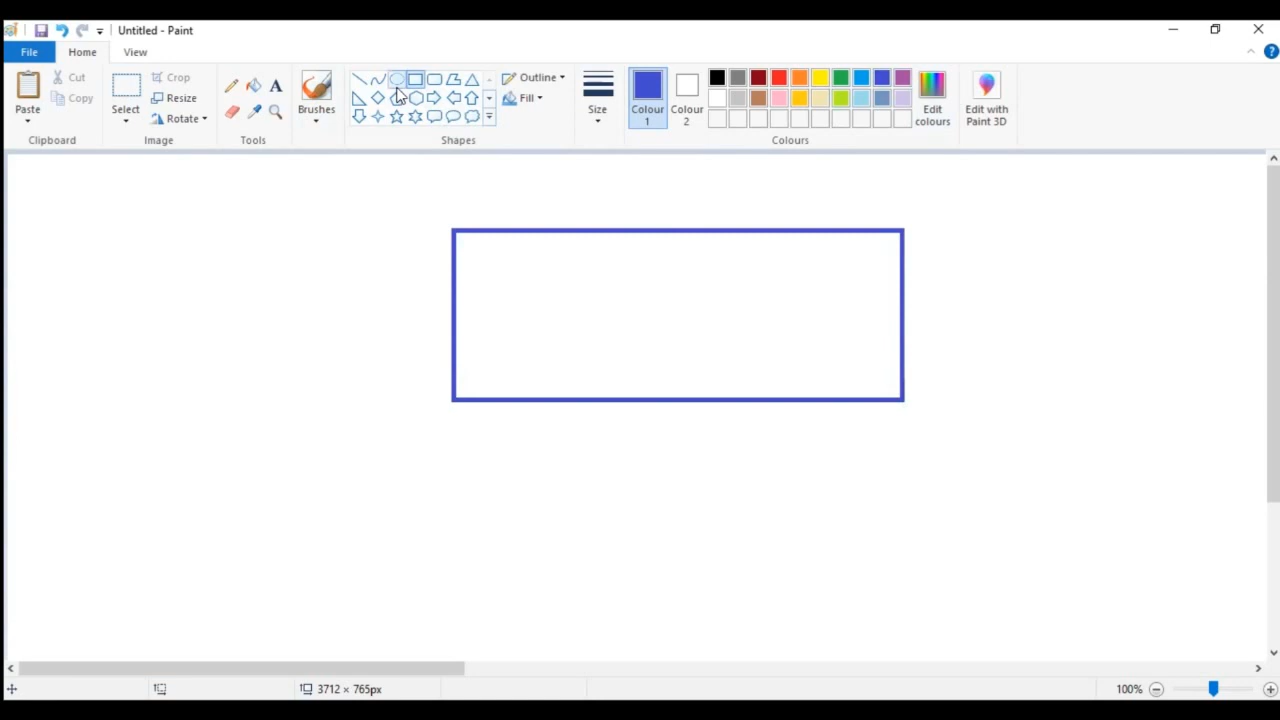 Untitled - Paint
File Home View
Paste Cut Copy Select Crop Resize Rotate A Brushes Outline Fill Size Colour 1 Colour 2 Edit colours Edit with Paint 3D
Clipboard Image Tools Shapes Colours
3712 × 765px 100%